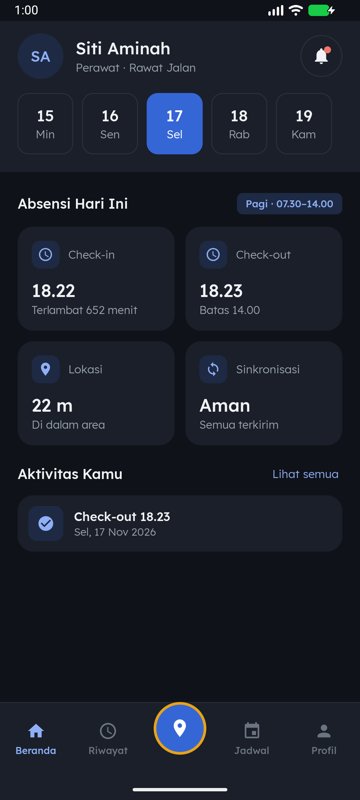 1:00
SA
Siti Aminah
Perawat · Rawat Jalan
15
Min
16
Sen
17
Sel
18
Rab
19
Kam
Absensi Hari Ini
Pagi · 07.30–14.00
Check-in
18.22
Terlambat 652 menit
Check-out
18.23
Batas 14.00
Lokasi
22 m
Di dalam area
Sinkronisasi
Aman
Semua terkirim
Aktivitas Kamu
Lihat semua
Check-out 18.23
Sel, 17 Nov 2026
Beranda
Riwayat
Jadwal
Profil